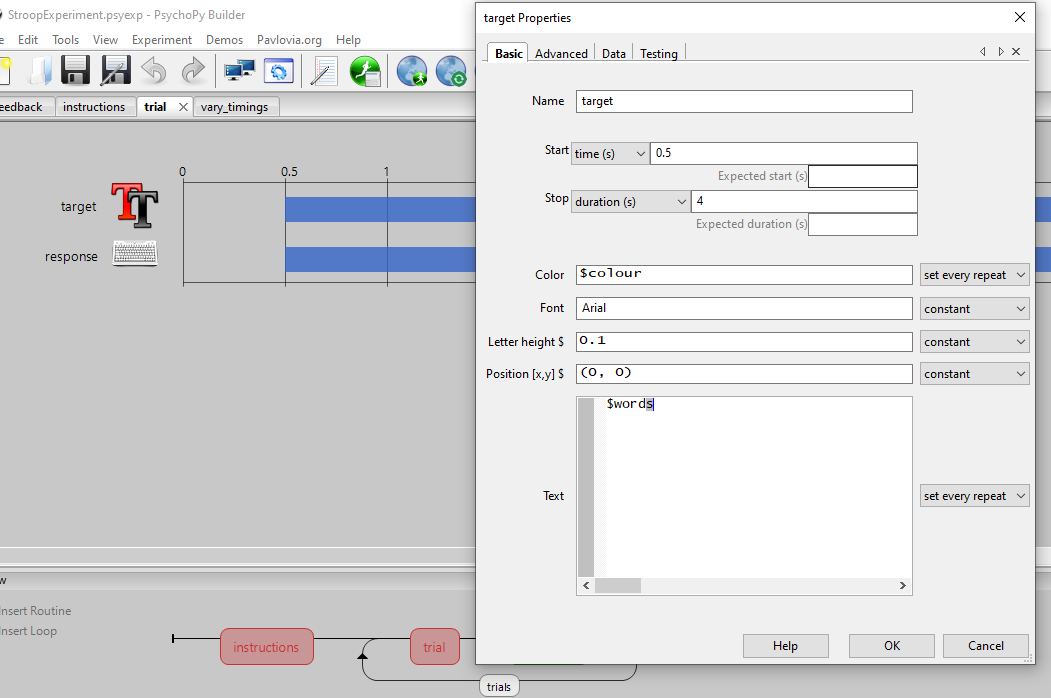 StroopExperiment.psyexp - PsychoPy Builder
Edit Tools View Experiment Demos Pavlovia.org Help
instructions trial vary_timings
0 0.5 1
target
response
target Properties
Basic Advanced Data Testing
Name target
Start time (s) 0.5
Expected start (s)
Stop duration (s) 4
Expected duration (s)
Color $colour set every repeat
Font Arial constant
Letter height $ 0.1 constant
Position [x,y] $ (0, 0) constant
$words
Text set every repeat
Help OK Cancel
Insert Routine
Insert Loop
instructions trial
trials